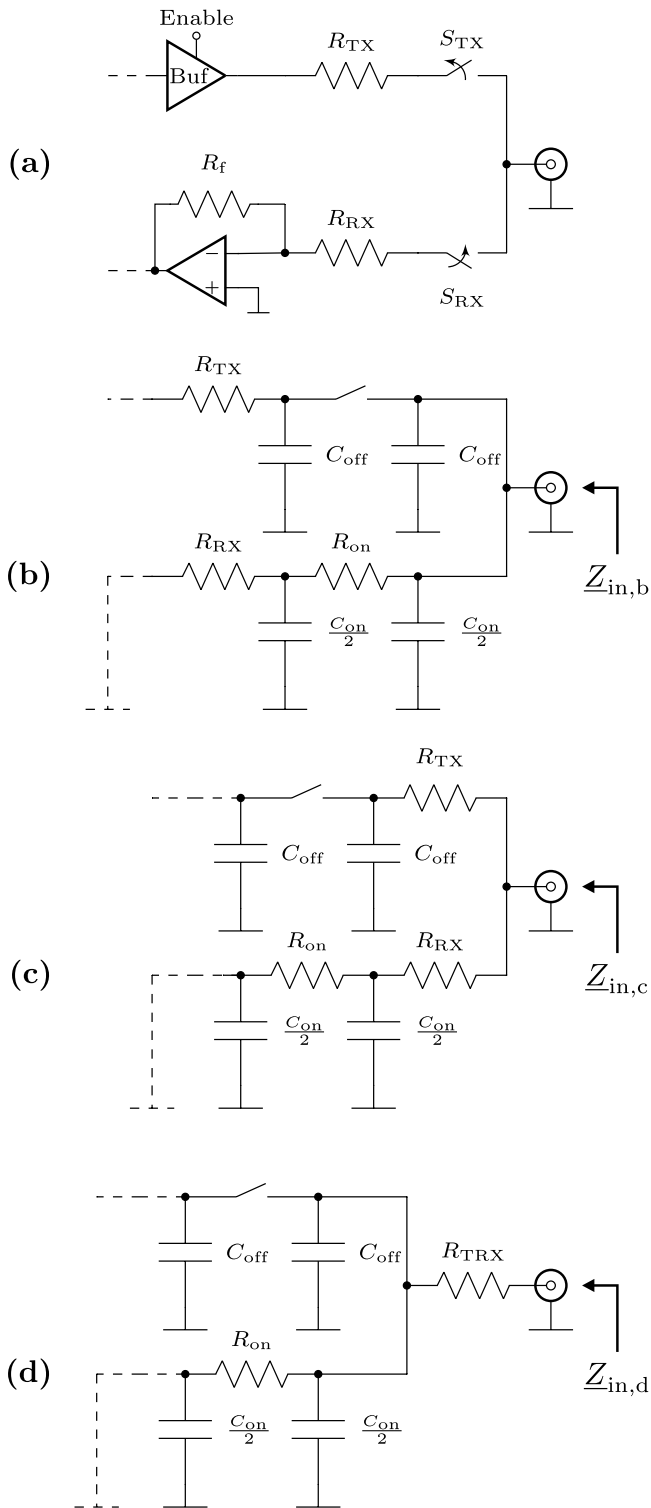 Enable
R_TX
S_TX
Buf
(a)
R_f
R_RX
−
+
S_RX
R_TX
C_off
C_off
(b)
R_RX
R_on
Z_in,b
C_on/2
C_on/2
R_TX
C_off
C_off
R_on
R_RX
(c)
Z_in,c
C_on/2
C_on/2
C_off
C_off
R_TRX
R_on
(d)
Z_in,d
C_on/2
C_on/2